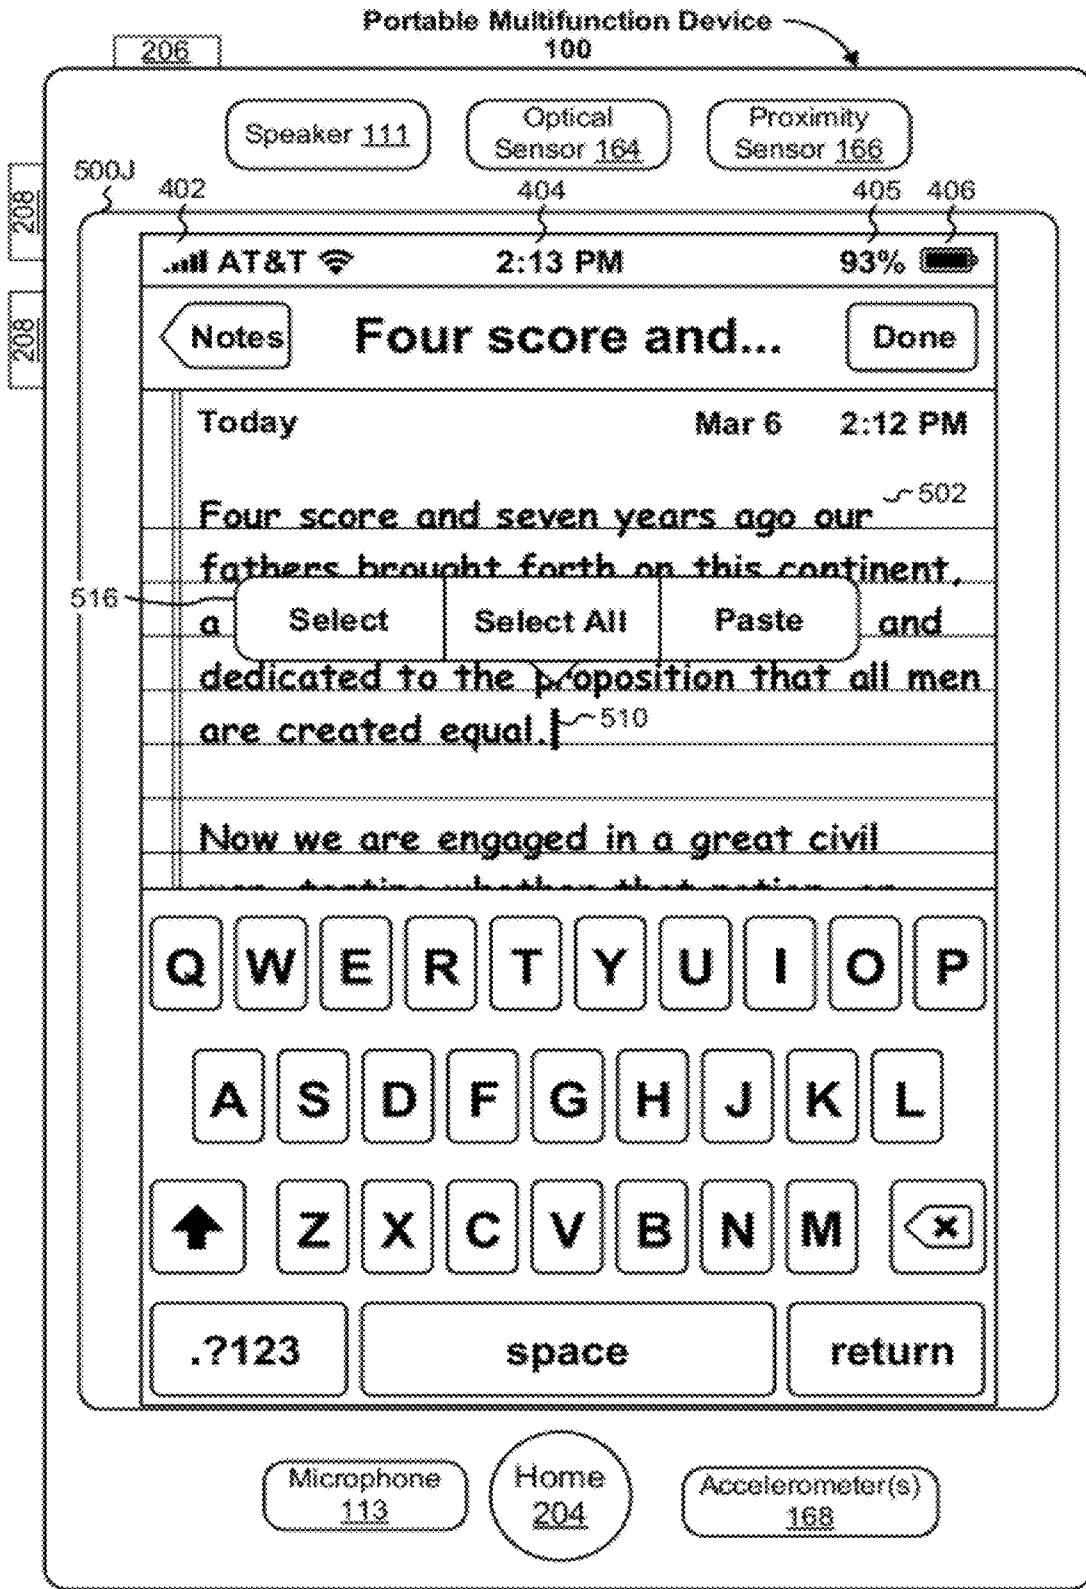 Portable Multifunction Device
100
206
Speaker 111
Optical
Sensor 164
Proximity
Sensor 166
208
208
500J
402
404
405
406
AT&T
2:13 PM
93%
Notes
Four score and...
Done
Today
Mar 6
2:12 PM
Four score and seven years ago our
502
fathers brought forth on this continent,
516
Select
Select All
Paste
a
and
dedicated to the proposition that all men
are created equal.
510
Now we are engaged in a great civil
Q W E R T Y U I O P
A S D F G H J K L
Z X C V B N M
.?123
space
return
Microphone
113
Home
204
Accelerometer(s)
168